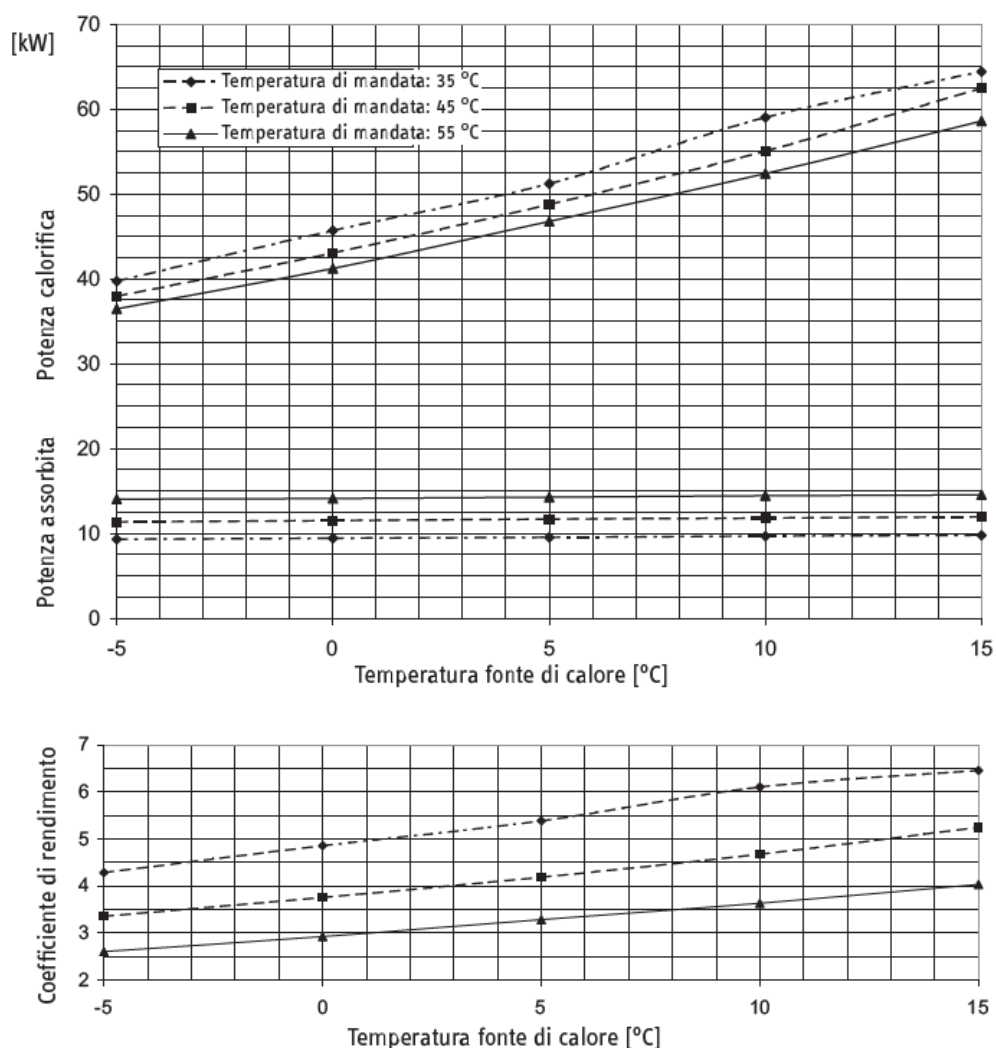 70
[kW]
Temperatura di mandata: 35 °C
Temperatura di mandata: 45 °C
Temperatura di mandata: 55 °C
60
50
40
30
20
10
0
Potenza calorifica
Potenza assorbita
-5 0 5 10 15
Temperatura fonte di calore [°C]
7
6
5
4
3
2
Coefficiente di rendimento
-5 0 5 10 15
Temperatura fonte di calore [°C]